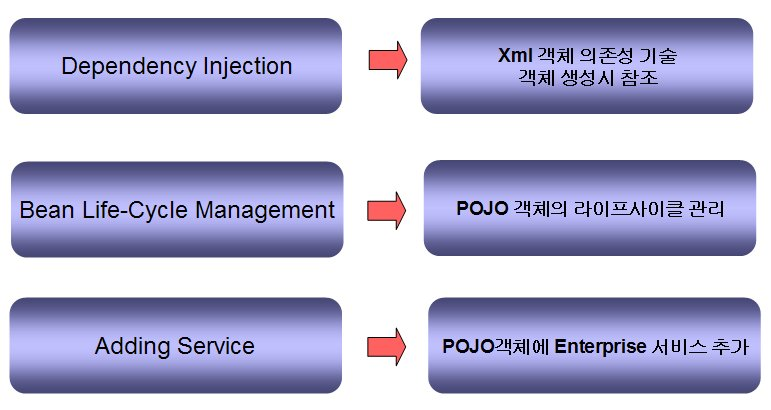 Dependency Injection
Xml 객체 의존성 기술
객체 생성시 참조
Bean Life-Cycle Management
POJO 객체의 라이프사이클 관리
Adding Service
POJO객체에 Enterprise 서비스 추가